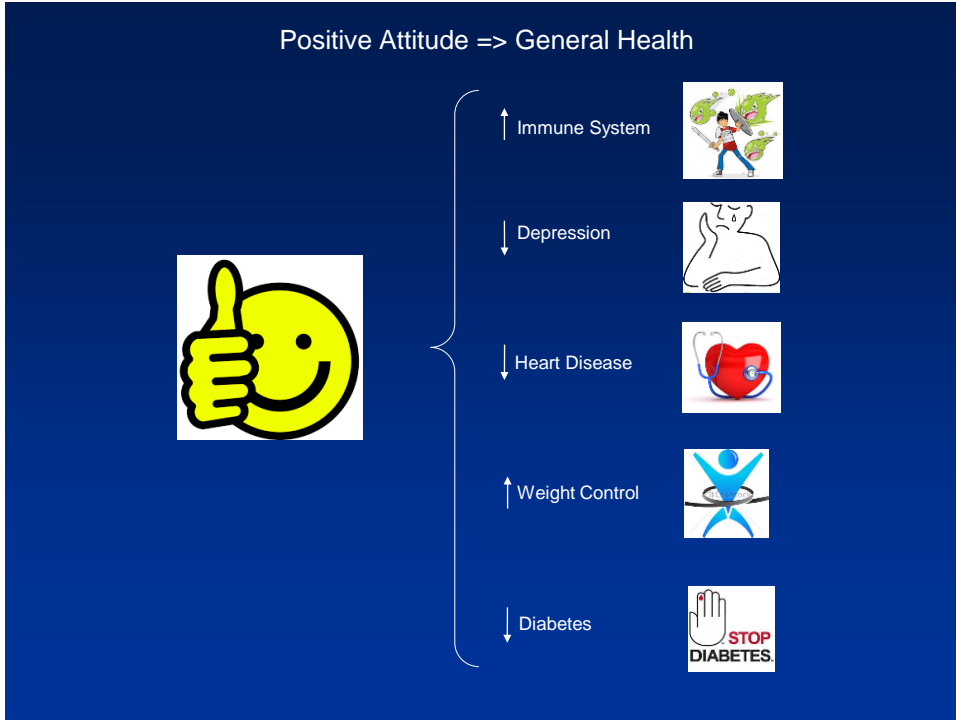 Positive Attitude => General Health
↑ Immune System
↓ Depression
↓ Heart Disease
↑ Weight Control
↓ Diabetes
STOP
DIABETES.